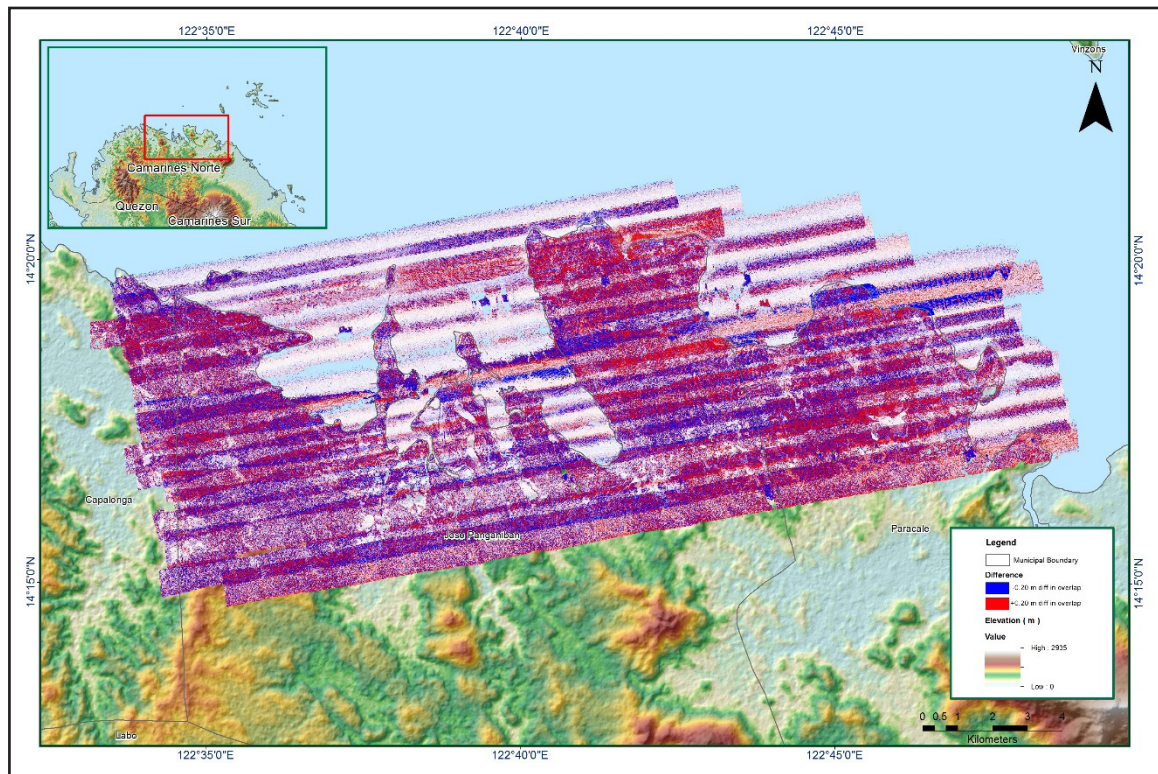 122°35'0"E
122°40'0"E
122°45'0"E
Vinzons
N
Camarines Norte
Quezon
Camarines Sur
14°20'0"N
14°20'0"N
Capalonga
Jose Panganiban
Paracale
14°15'0"N
14°15'0"N
Legend
Municipal Boundary
Difference
-0.20 m diff in overlap
+0.20 m diff in overlap
Elevation ( m )
Value
High : 2935
Low : 0
Labo
0 0.5 1 2 3 4
Kilometers
122°35'0"E
122°40'0"E
122°45'0"E